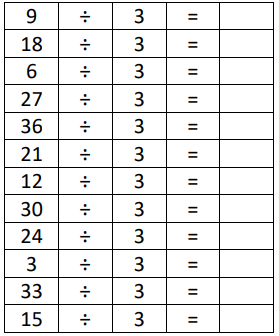 9 ÷ 3 =
18 ÷ 3 =
6 ÷ 3 =
27 ÷ 3 =
36 ÷ 3 =
21 ÷ 3 =
12 ÷ 3 =
30 ÷ 3 =
24 ÷ 3 =
3 ÷ 3 =
33 ÷ 3 =
15 ÷ 3 =